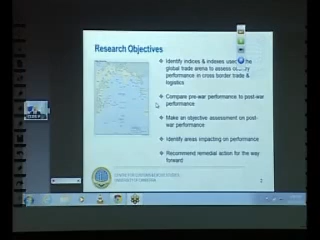 Research Objectives
Identify indices & indexes used
global trade arena to assess country
performance in cross border trade &
logistics
Compare pre-war performance to post-war
performance
Make an objective assessment on post-
war performance
Identify areas impacting on performance
Recommend remedial action for the way
forward